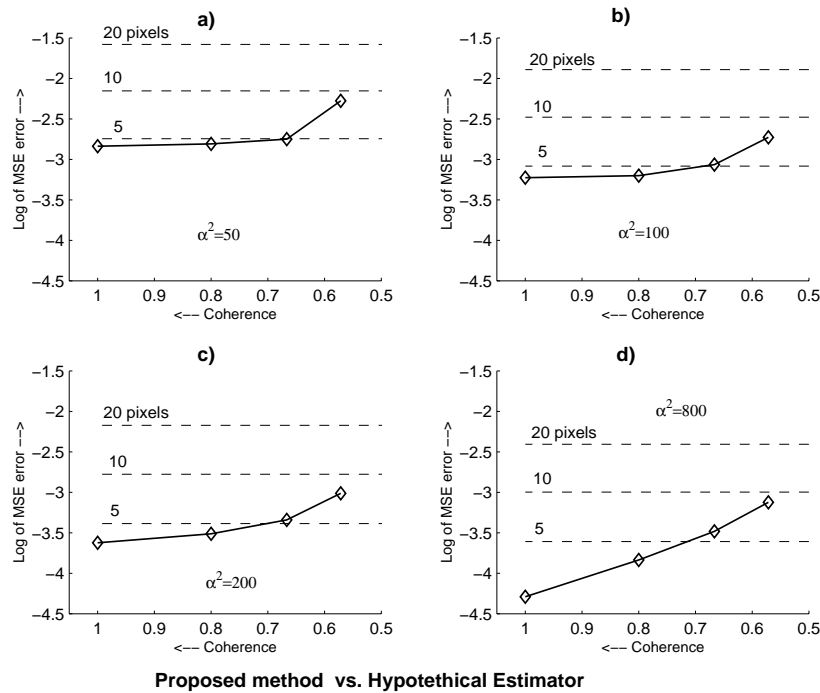 a)
−1.5
−2
−2.5
−3
−3.5
−4
−4.5
Log of MSE error −−>
20 pixels
10
5
α²=50
1 0.9 0.8 0.7 0.6 0.5
<−− Coherence
b)
−1.5
−2
−2.5
−3
−3.5
−4
−4.5
Log of MSE error −−>
20 pixels
10
5
α²=100
1 0.9 0.8 0.7 0.6 0.5
<−− Coherence
c)
−1.5
−2
−2.5
−3
−3.5
−4
−4.5
Log of MSE error −−>
20 pixels
10
5
α²=200
1 0.9 0.8 0.7 0.6 0.5
<−− Coherence
d)
−1.5
−2
−2.5
−3
−3.5
−4
−4.5
Log of MSE error −−>
α²=800
20 pixels
10
5
1 0.9 0.8 0.7 0.6 0.5
<−− Coherence
Proposed method vs. Hypotethical Estimator